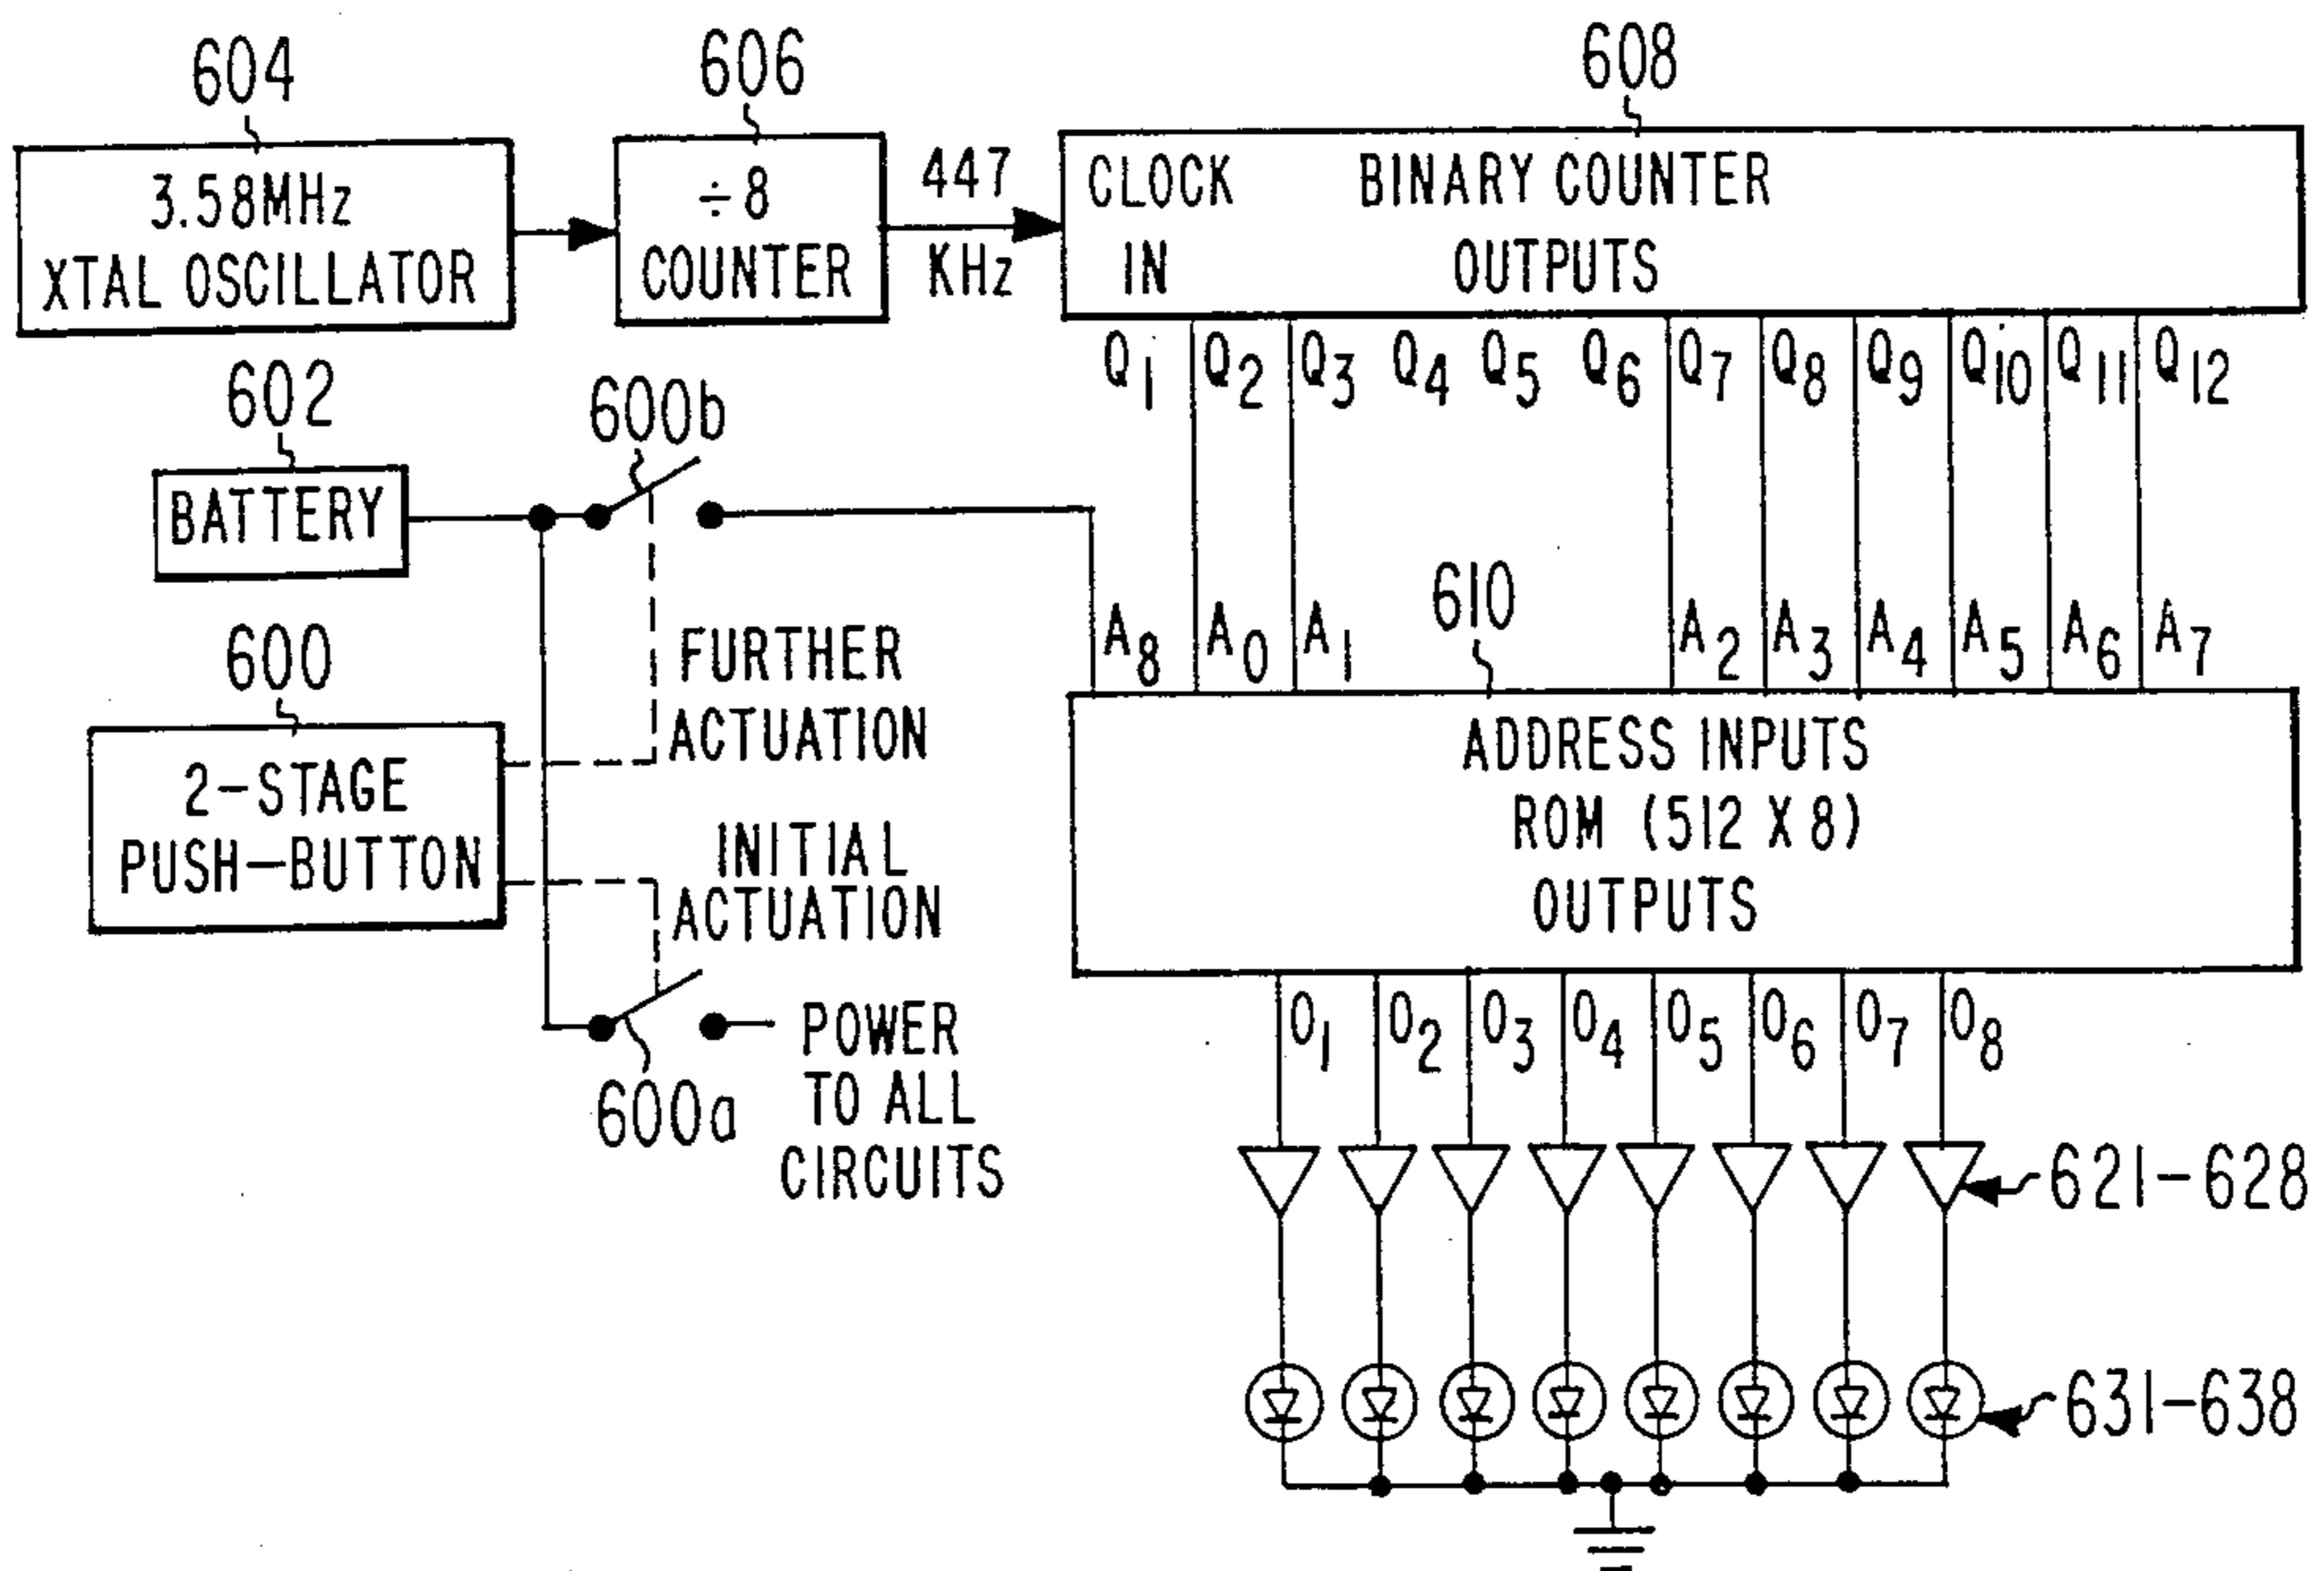 604
606
608
3.58MHz
XTAL OSCILLATOR
÷8
COUNTER
447
KHz
CLOCK
IN
BINARY COUNTER
OUTPUTS
Q1 Q2 Q3 Q4 Q5 Q6 Q7 Q8 Q9 Q10 Q11 Q12
602
BATTERY
600b
600
2-STAGE
PUSH-BUTTON
FURTHER
ACTUATION
INITIAL
ACTUATION
600a
POWER
TO ALL
CIRCUITS
610
A8 A0 A1 A2 A3 A4 A5 A6 A7
ADDRESS INPUTS
ROM (512 X 8)
OUTPUTS
O1 O2 O3 O4 O5 O6 O7 O8
621-628
631-638